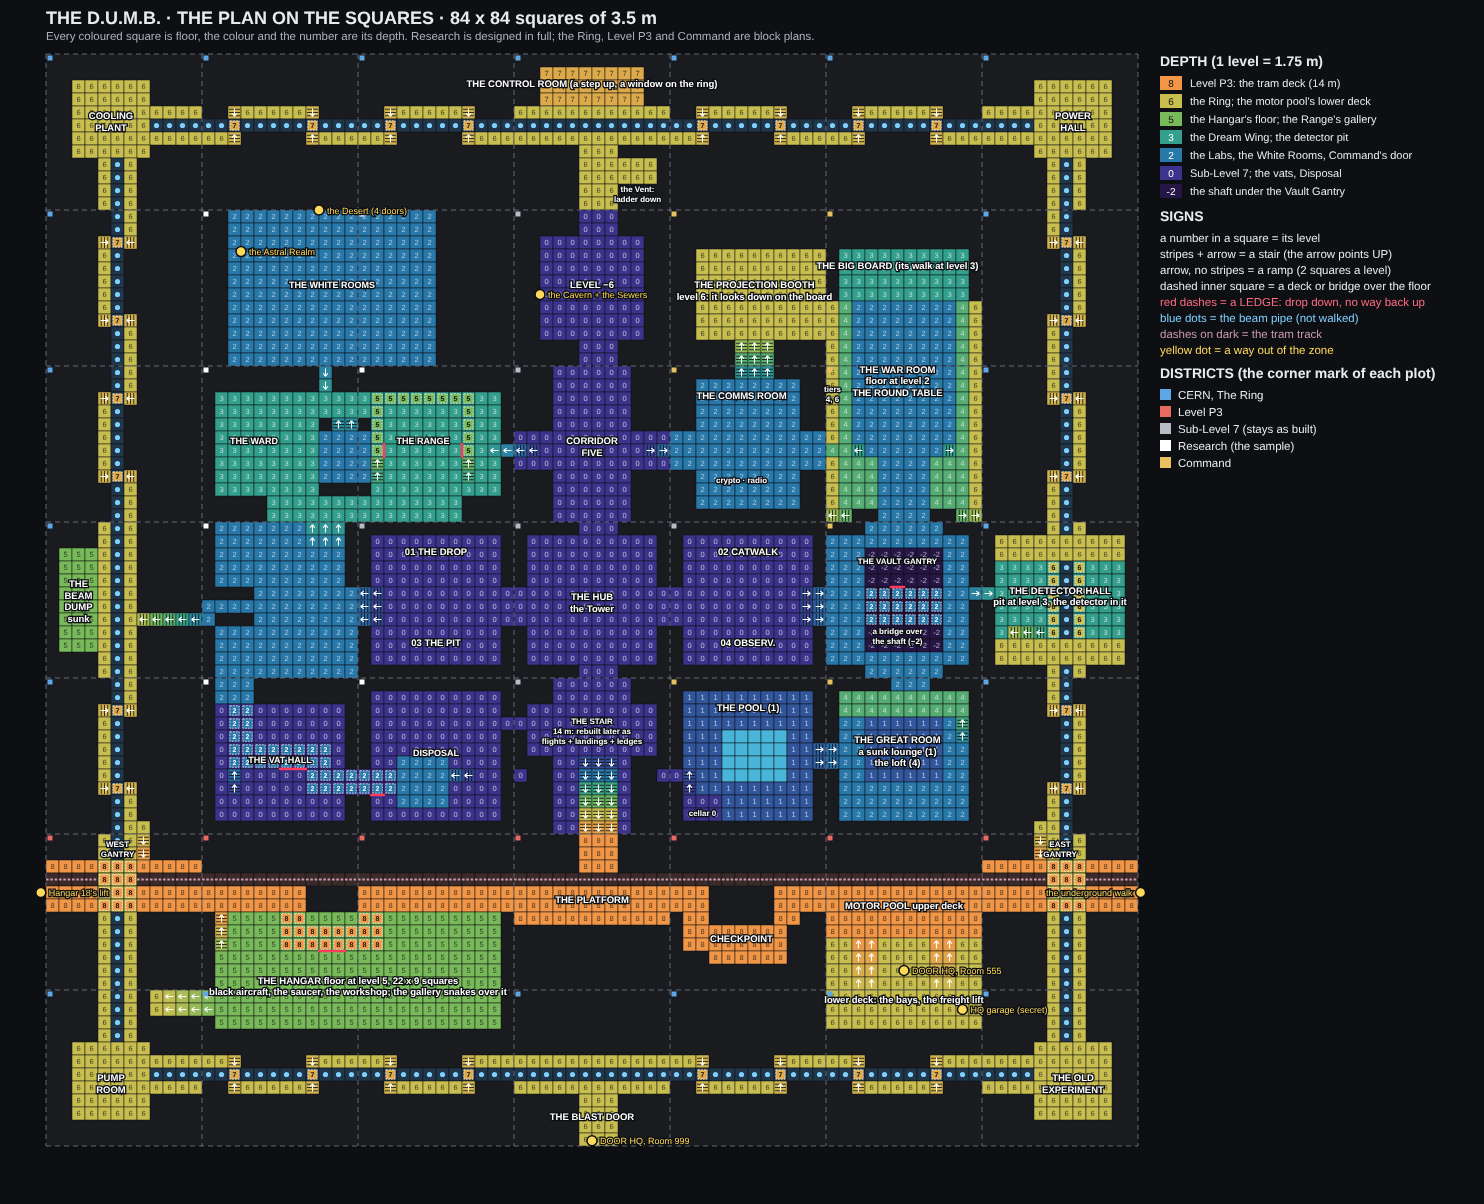 THE D.U.M.B. · THE PLAN ON THE SQUARES · 84 x 84 squares of 3.5 m
Every coloured square is floor, the colour and the number are its depth. Research is designed in full; the Ring, Level P3 and Command are block plans.
THE CONTROL ROOM (a step up, a window on the ring)
COOLING
PLANT
POWER
HALL
the Vent:
ladder down
the Desert (4 doors)
the Astral Realm
THE WHITE ROOMS
LEVEL −6
the Cavern + the Sewers
THE PROJECTION BOOTH
level 6: it looks down on the board
THE BIG BOARD (its walk at level 3)
THE WAR ROOM
floor at level 2
THE ROUND TABLE
tiers
4, 6
THE COMMS ROOM
crypto · radio
THE WARD
THE RANGE
CORRIDOR
FIVE
THE
BEAM
DUMP
sunk
01 THE DROP
02 CATWALK
THE HUB
the Tower
03 THE PIT
04 OBSERV.
THE VAULT GANTRY
a bridge over
the shaft (−2)
THE DETECTOR HALL
pit at level 3, the detector in it
THE VAT HALL
DISPOSAL
THE STAIR
14 m: rebuilt later as
flights + landings + ledges
THE POOL (1)
cellar 0
THE GREAT ROOM
a sunk lounge (1)
the loft (4)
WEST
GANTRY
EAST
GANTRY
Hangar 18's lift
the underground walk
THE PLATFORM
MOTOR POOL upper deck
CHECKPOINT
DOOR HQ, Room 555
THE HANGAR floor at level 5, 22 x 9 squares
black aircraft, the saucer, the workshop; the gallery snakes over it
lower deck: the bays, the freight lift
HQ garage (secret)
PUMP
ROOM
THE OLD
EXPERIMENT
THE BLAST DOOR
DOOR HQ, Room 999
DEPTH (1 level = 1.75 m)
8 Level P3: the tram deck (14 m)
6 the Ring; the motor pool's lower deck
5 the Hangar's floor; the Range's gallery
3 the Dream Wing; the detector pit
2 the Labs, the White Rooms, Command's door
0 Sub-Level 7; the vats, Disposal
-2 the shaft under the Vault Gantry
SIGNS
a number in a square = its level
stripes + arrow = a stair (the arrow points UP)
arrow, no stripes = a ramp (2 squares a level)
dashed inner square = a deck or bridge over the floor
red dashes = a LEDGE: drop down, no way back up
blue dots = the beam pipe (not walked)
dashes on dark = the tram track
yellow dot = a way out of the zone
DISTRICTS (the corner mark of each plot)
CERN, The Ring
Level P3
Sub-Level 7 (stays as built)
Research (the sample)
Command